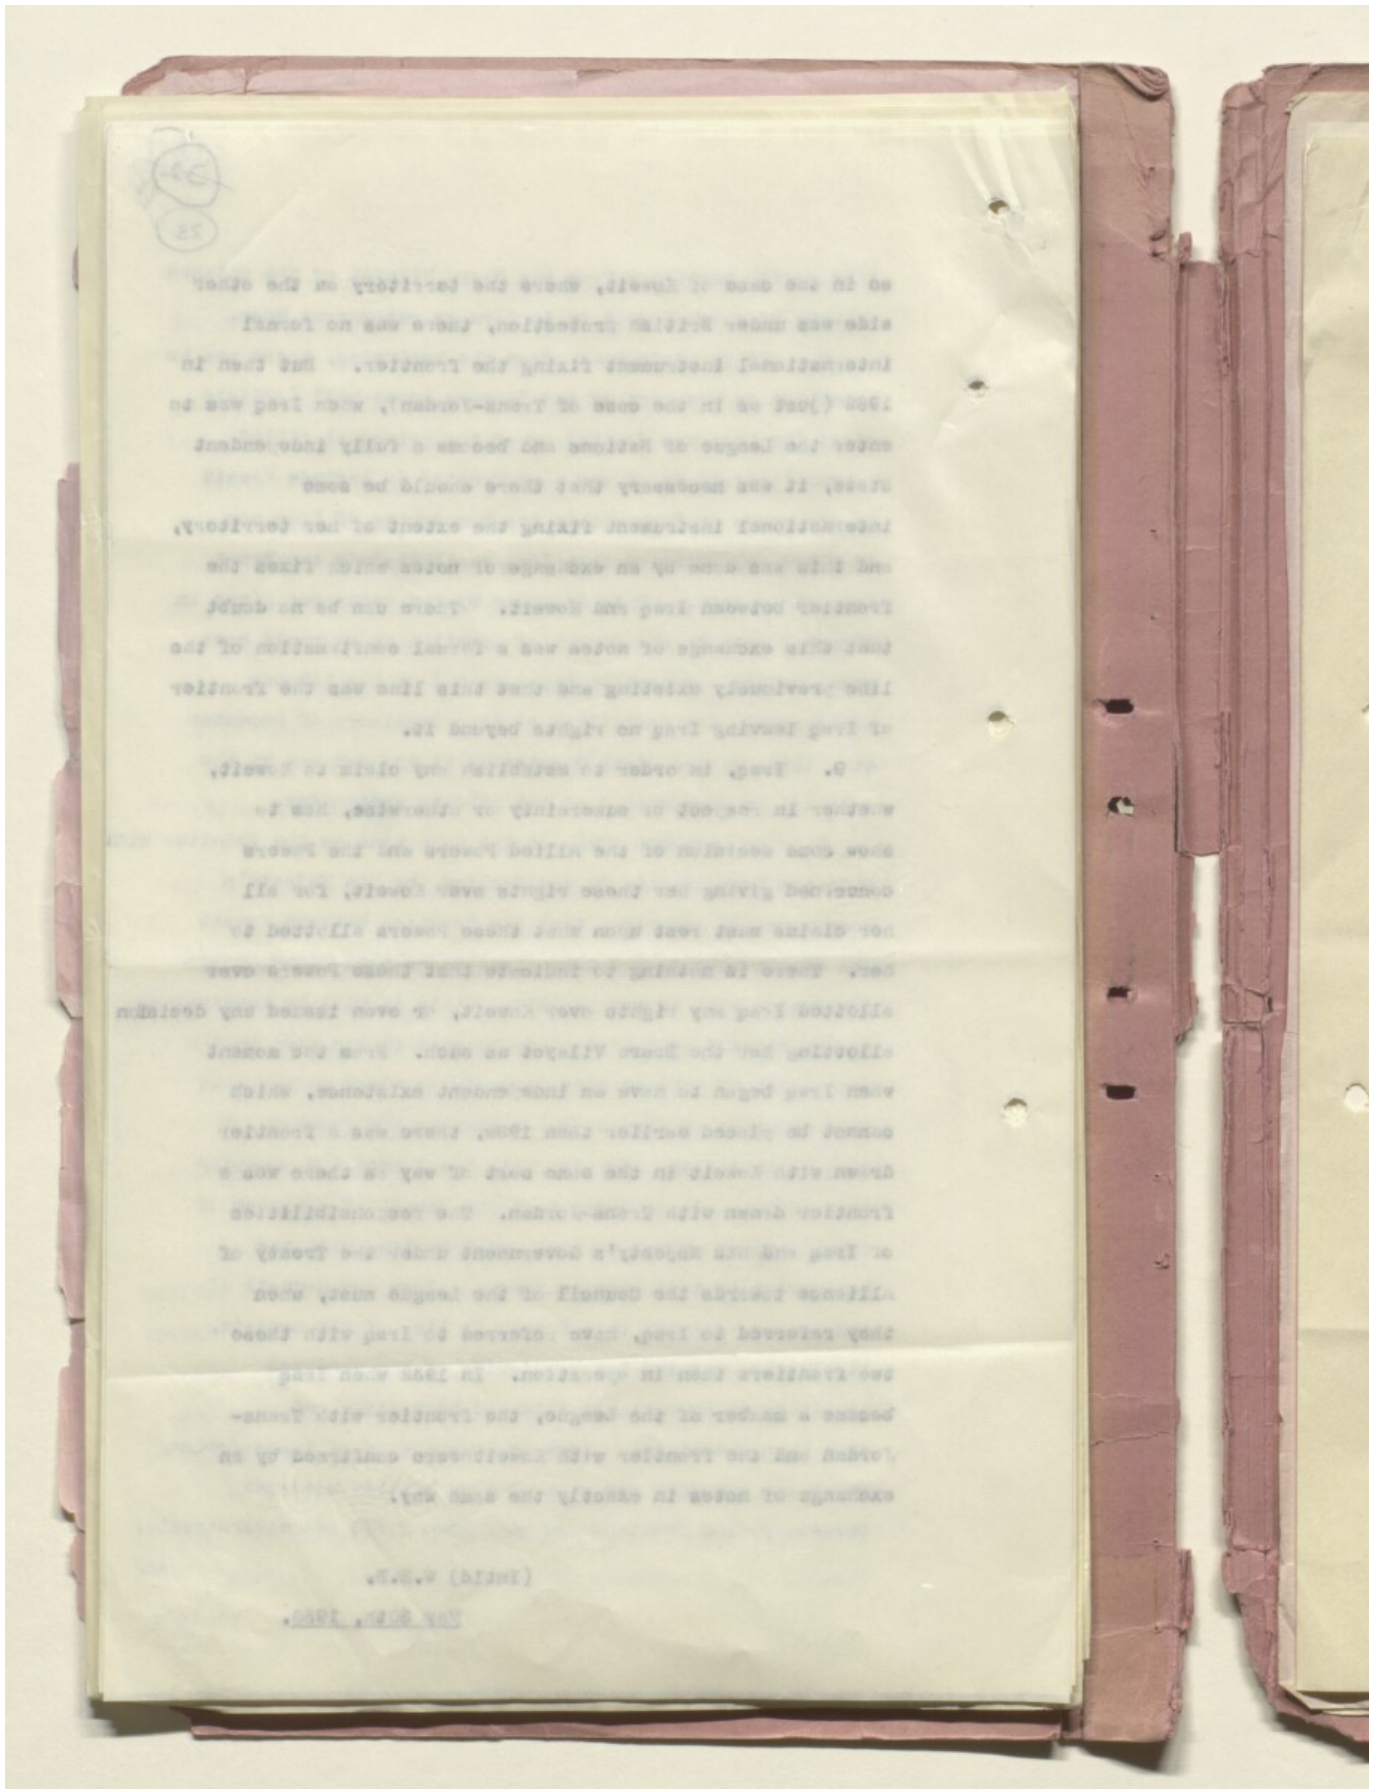 so in the case of Koweit, where the territory on the other
side was under British protection, there was no formal
international instrument fixing the frontier. But then in
1932 (just as in the case of Trans-Jordan), when Iraq was to
enter the League of Nations and become a fully independent
State, it was necessary that there should be some
international instrument fixing the extent of her territory,
and this was done by an exchange of notes which fixes the
frontier between Iraq and Koweit. There can be no doubt
that this exchange of notes was a formal confirmation of the
line previously existing and that this line was the frontier
of Iraq leaving Iraq no rights beyond it.
9. Iraq, in order to establish any claim to Koweit,
whether in respect of suzerainty or otherwise, has to
show some decision of the Allied Powers and the Powers
concerned giving her those rights over Koweit, for all
her claims must rest upon what these Powers allotted to
her. There is nothing to indicate that those Powers ever
allotted Iraq any rights over Koweit, or even issued any decision
allotting her the Basra Vilayet as such. From the moment
when Iraq began to have an independent existence, which
cannot be placed earlier than there was a frontier
drawn with Koweit in the same sort of way as there was a
frontier drawn with Trans-Jordan. The responsibilities
of Iraq and His Majesty's Government under the Treaty of
Alliance towards the Council of the League must, when
they referred to Iraq, have referred to Iraq with those
two frontiers then in operation. In 1932 when Iraq
became a member of the League, the frontier with Trans-
Jordan and the frontier with Koweit were confirmed by an
exchange of notes in exactly the same way.
(Intld) W.E.B.
May